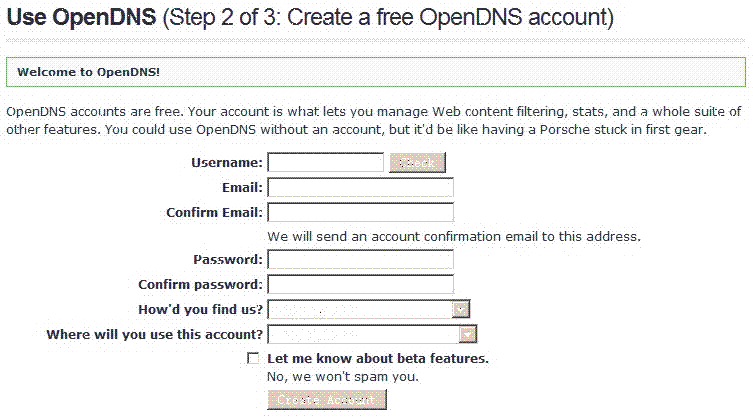 Use OpenDNS (Step 2 of 3: Create a free OpenDNS account)
Welcome to OpenDNS!
OpenDNS accounts are free. Your account is what lets you manage Web content filtering, stats, and a whole suite of
other features. You could use OpenDNS without an account, but it'd be like having a Porsche stuck in first gear.
Username: Check
Email:
Confirm Email:
We will send an account confirmation email to this address.
Password:
Confirm password:
How'd you find us?
Where will you use this account?
Let me know about beta features.
No, we won't spam you.
Create Account